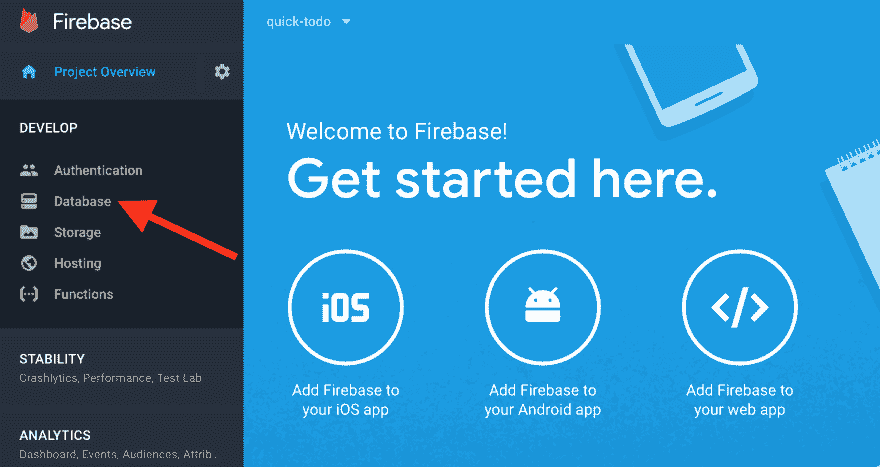 Firebase
quick-todo
Project Overview
DEVELOP
Authentication
Database
Storage
Hosting
Functions
STABILITY
Crashlytics, Performance, Test Lab
ANALYTICS
Dashboard, Events, Audiences, Attrib...
Welcome to Firebase!
Get started here.
iOS
Add Firebase to
your iOS app
Add Firebase to
your Android app
</>
Add Firebase to
your web app